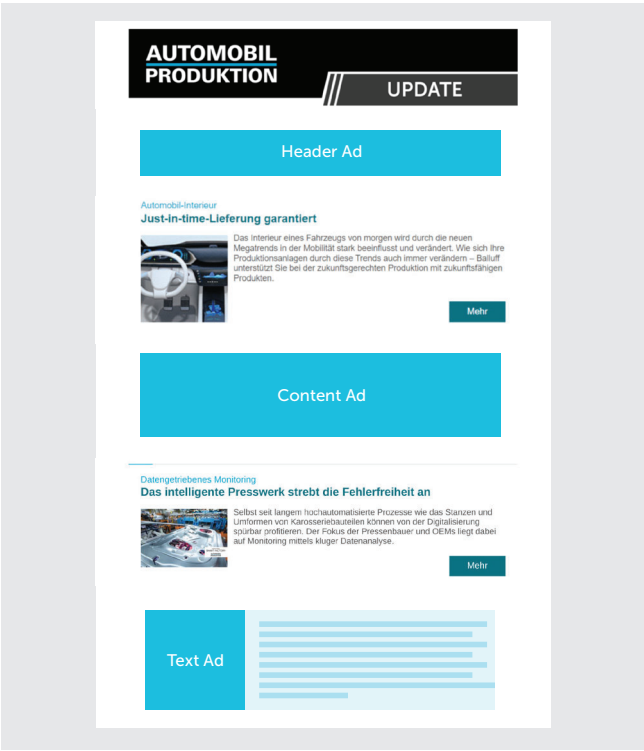 AUTOMOBIL
PRODUKTION
UPDATE
Header Ad
Automobil-Interieur
Just-in-time-Lieferung garantiert
Das Interieur eines Fahrzeugs von morgen wird durch die neuen
Megatrends in der Mobilität stark beeinflusst und verändert. Wie sich Ihre
Produktionsanlagen durch diese Trends auch immer verändern – Balluff
unterstützt Sie bei der zukunftsgerechten Produktion mit zukunftsfähigen
Produkten.
Mehr
Content Ad
Datengetriebenes Monitoring
Das intelligente Presswerk strebt die Fehlerfreiheit an
Selbst seit langem hochautomatisierte Prozesse wie das Stanzen und
Umformen von Karosseriebauteilen können von der Digitalisierung
spürbar profitieren. Der Fokus der Pressenbauer und OEMs liegt dabei
auf Monitoring mittels kluger Datenanalyse.
Mehr
Text Ad